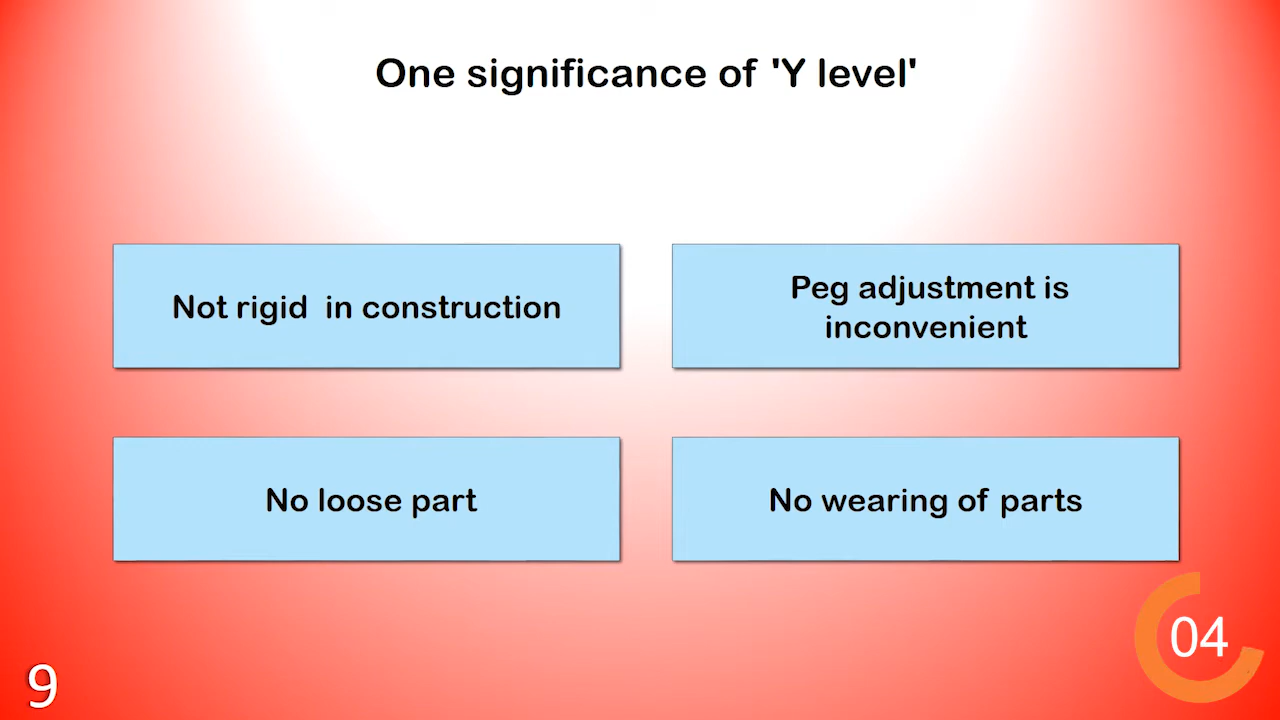 One significance of 'Y level'
Not rigid in construction
Peg adjustment is
inconvenient
No loose part
No wearing of parts
04
9